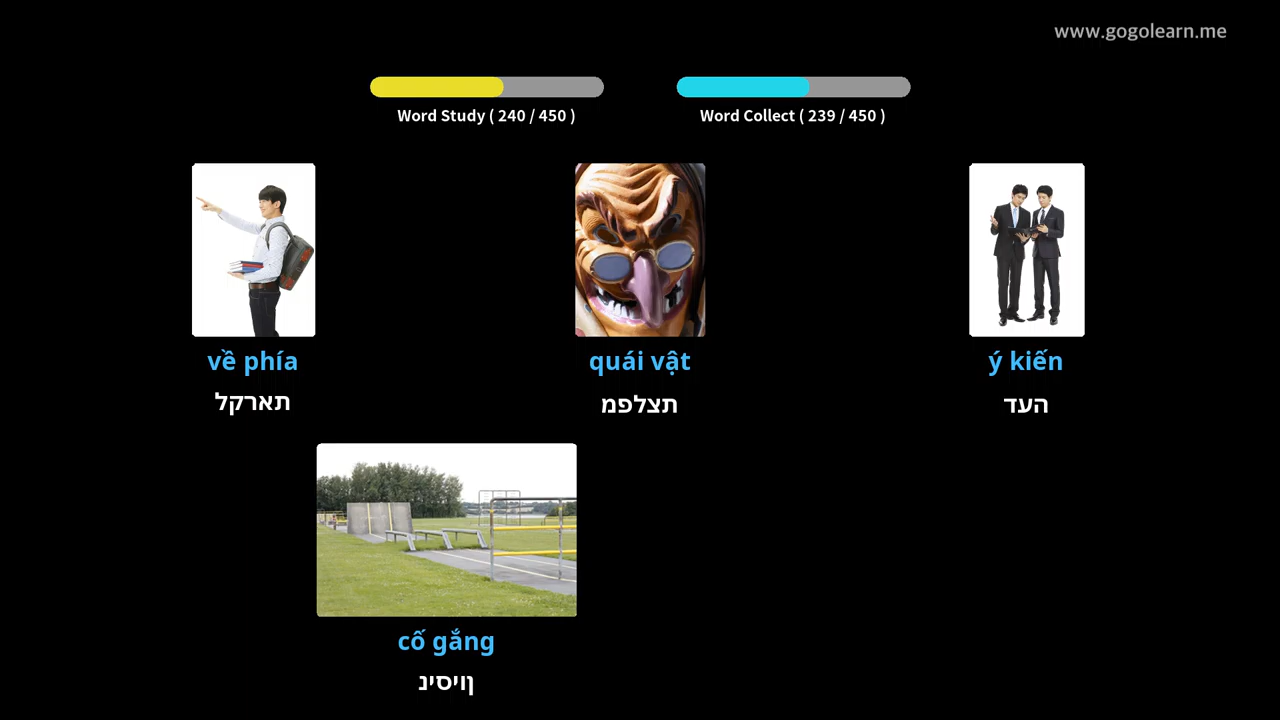 www.gogolearn.me
Word Study ( 240 / 450 )
Word Collect ( 239 / 450 )
về phía
quái vật
ý kiến
תארקל
תצלפמ
העד
cố gắng
ןויסינ